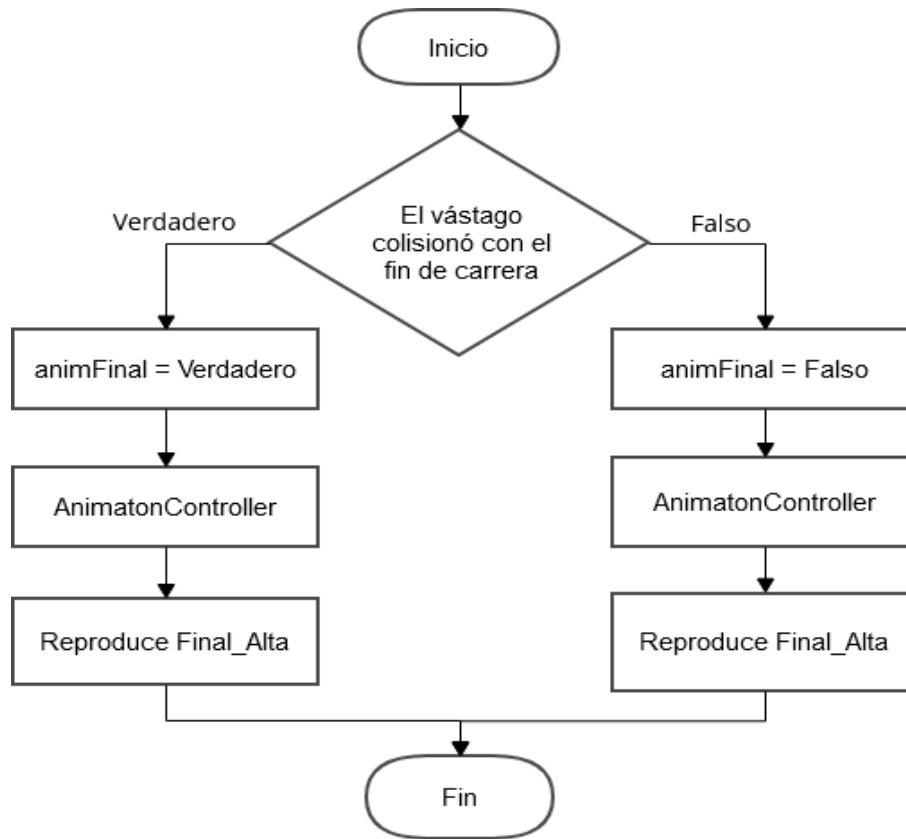 Inicio
El vástago
colisionó con el
fin de carrera
Verdadero
Falso
animFinal = Verdadero
animFinal = Falso
AnimatonController
AnimatonController
Reproduce Final_Alta
Reproduce Final_Alta
Fin